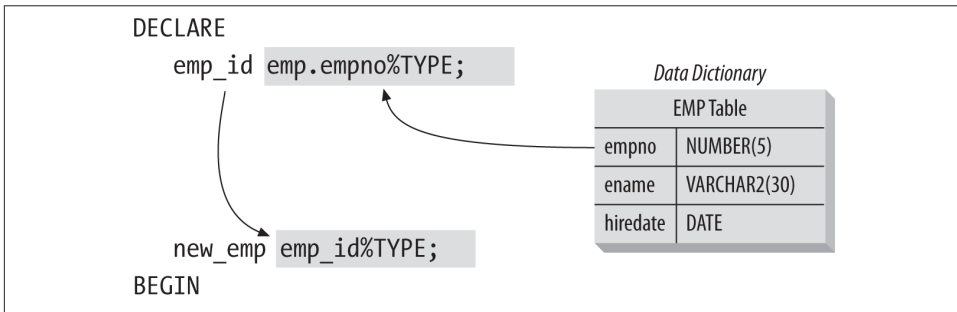 DECLARE
emp_id emp.empno%TYPE;
Data Dictionary
EMP Table
empno NUMBER(5)
ename VARCHAR2(30)
hiredate DATE
new_emp emp_id%TYPE;
BEGIN